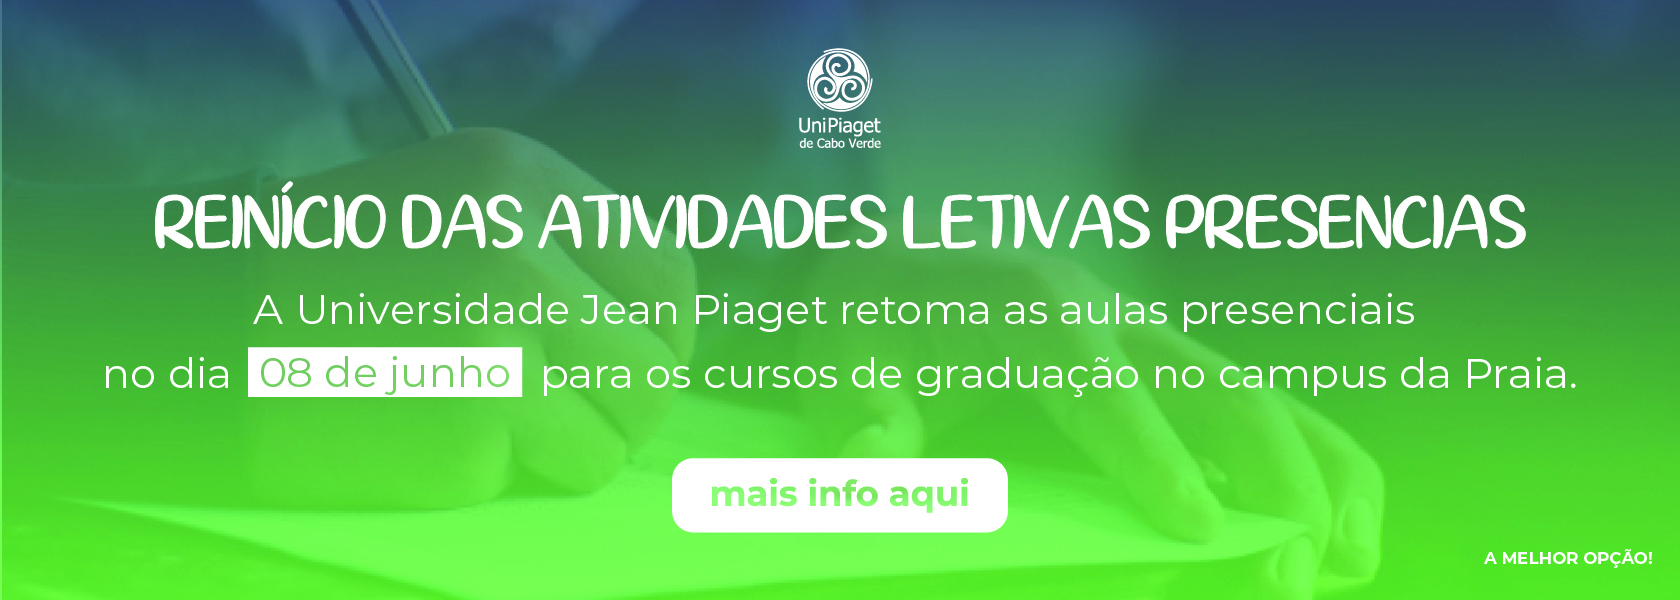 UniPiaget
de Cabo Verde
REINÍCIO DAS ATIVIDADES LETIVAS PRESENCIAS
A Universidade Jean Piaget retoma as aulas presenciais
no dia 08 de junho para os cursos de graduação no campus da Praia.
mais info aqui
A MELHOR OPÇÃO!